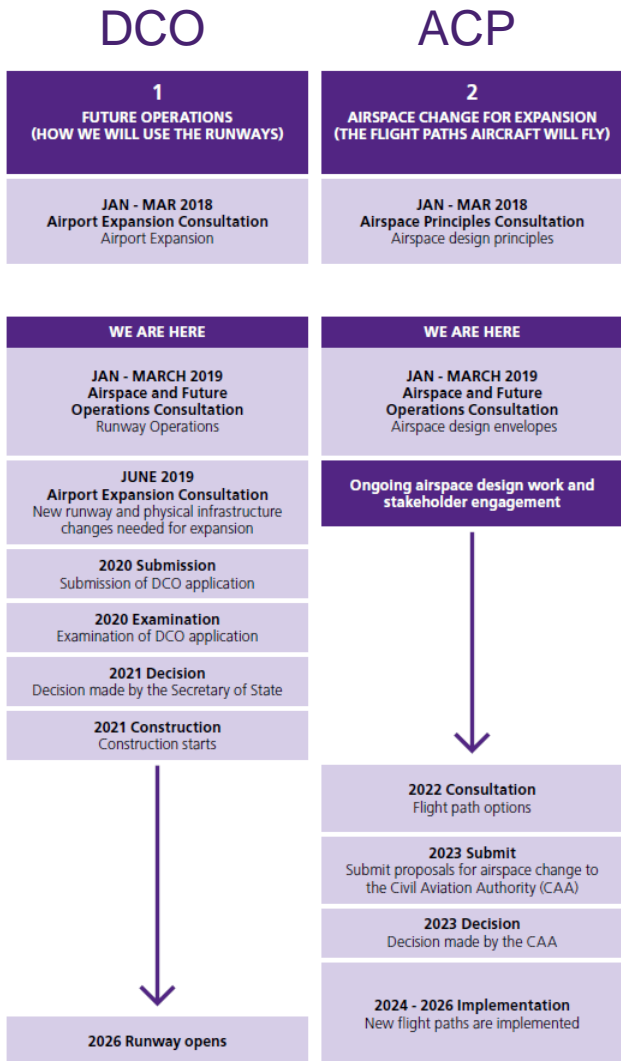 DCO
1
FUTURE OPERATIONS
(HOW WE WILL USE THE RUNWAYS)
JAN - MAR 2018
Airport Expansion Consultation
Airport Expansion
WE ARE HERE
JAN - MARCH 2019
Airspace and Future
Operations Consultation
Runway Operations
JUNE 2019
Airport Expansion Consultation
New runway and physical infrastructure
changes needed for expansion
2020 Submission
Submission of DCO application
2020 Examination
Examination of DCO application
2021 Decision
Decision made by the Secretary of State
2021 Construction
Construction starts
2026 Runway opens
ACP
2
AIRSPACE CHANGE FOR EXPANSION
(THE FLIGHT PATHS AIRCRAFT WILL FLY)
JAN - MAR 2018
Airspace Principles Consultation
Airspace design principles
WE ARE HERE
JAN - MARCH 2019
Airspace and Future
Operations Consultation
Airspace design envelopes
Ongoing airspace design work and
stakeholder engagement
2022 Consultation
Flight path options
2023 Submit
Submit proposals for airspace change to
the Civil Aviation Authority (CAA)
2023 Decision
Decision made by the CAA
2024 - 2026 Implementation
New flight paths are implemented